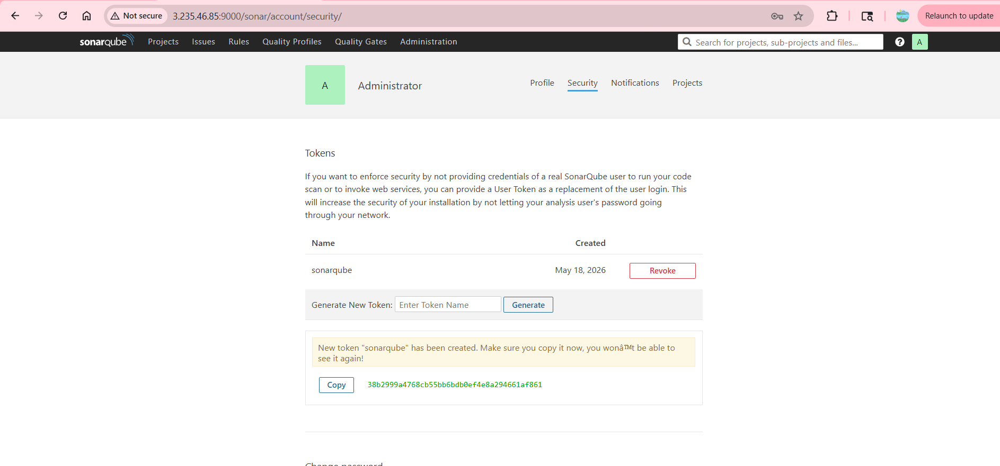 Not secure
3.235.46.85:9000/sonar/account/security/
Relaunch to update
sonarqube
Projects
Issues
Rules
Quality Profiles
Quality Gates
Administration
Search for projects, sub-projects and files...
?
A
A
Administrator
Profile
Security
Notifications
Projects
Tokens
If you want to enforce security by not providing credentials of a real SonarQube user to run your code
scan or to invoke web services, you can provide a User Token as a replacement of the user login. This
will increase the security of your installation by not letting your analysis user's password going
through your network.
Name
Created
sonarqube
May 18, 2026
Revoke
Generate New Token:
Enter Token Name
Generate
New token "sonarqube" has been created. Make sure you copy it now, you wonâ™t be able to
see it again!
Copy
38b2999a4768cb55bb6bdb0ef4e8a294661af861
Change password